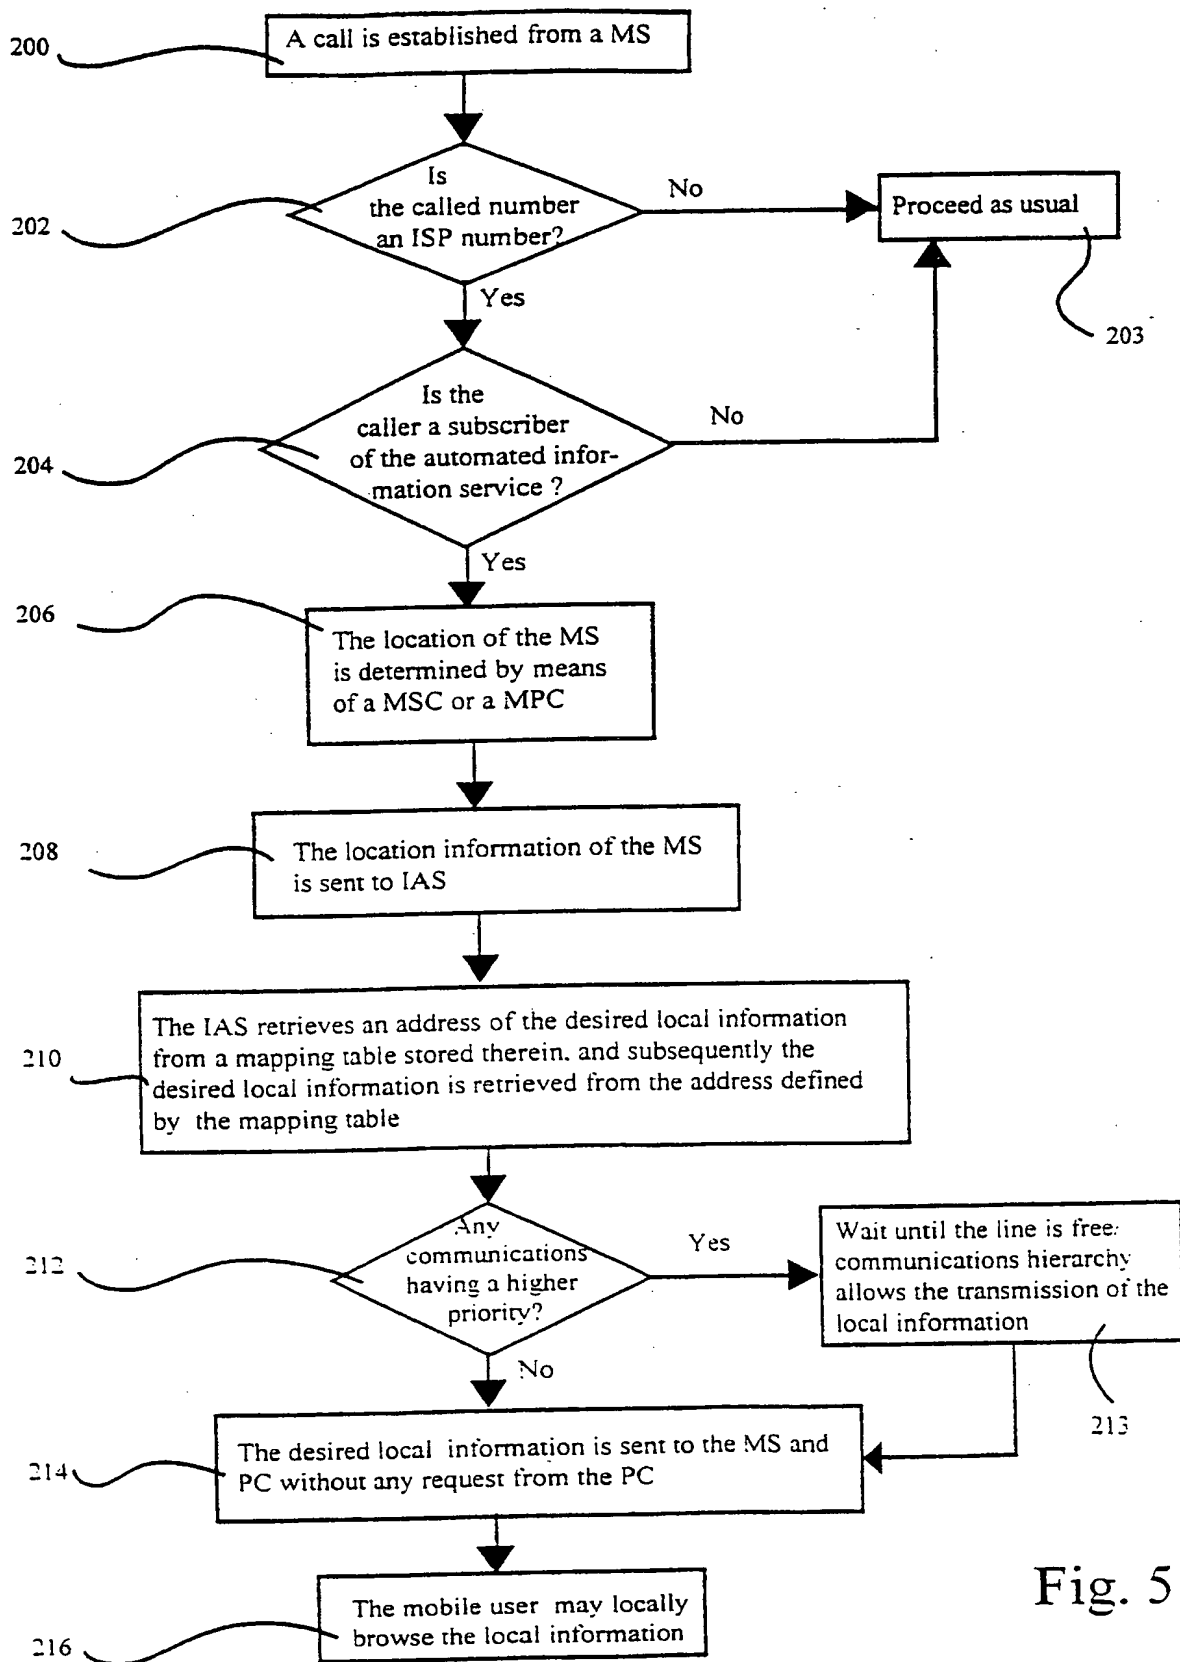 200
A call is established from a MS
202
Is
the called number
an ISP number?
No
Proceed as usual
203
Yes
204
Is the
caller a subscriber
of the automated infor-
mation service ?
No
Yes
206
The location of the MS
is determined by means
of a MSC or a MPC
208
The location information of the MS
is sent to IAS
210
The IAS retrieves an address of the desired local information
from a mapping table stored therein. and subsequently the
desired local information is retrieved from the address defined
by the mapping table
212
Any
communications
having a higher
priority?
Yes
Wait until the line is free/
communications hierarchy
allows the transmission of the
local information
213
No
214
The desired local information is sent to the MS and
PC without any request from the PC
216
The mobile user may locally
browse the local information
Fig. 5